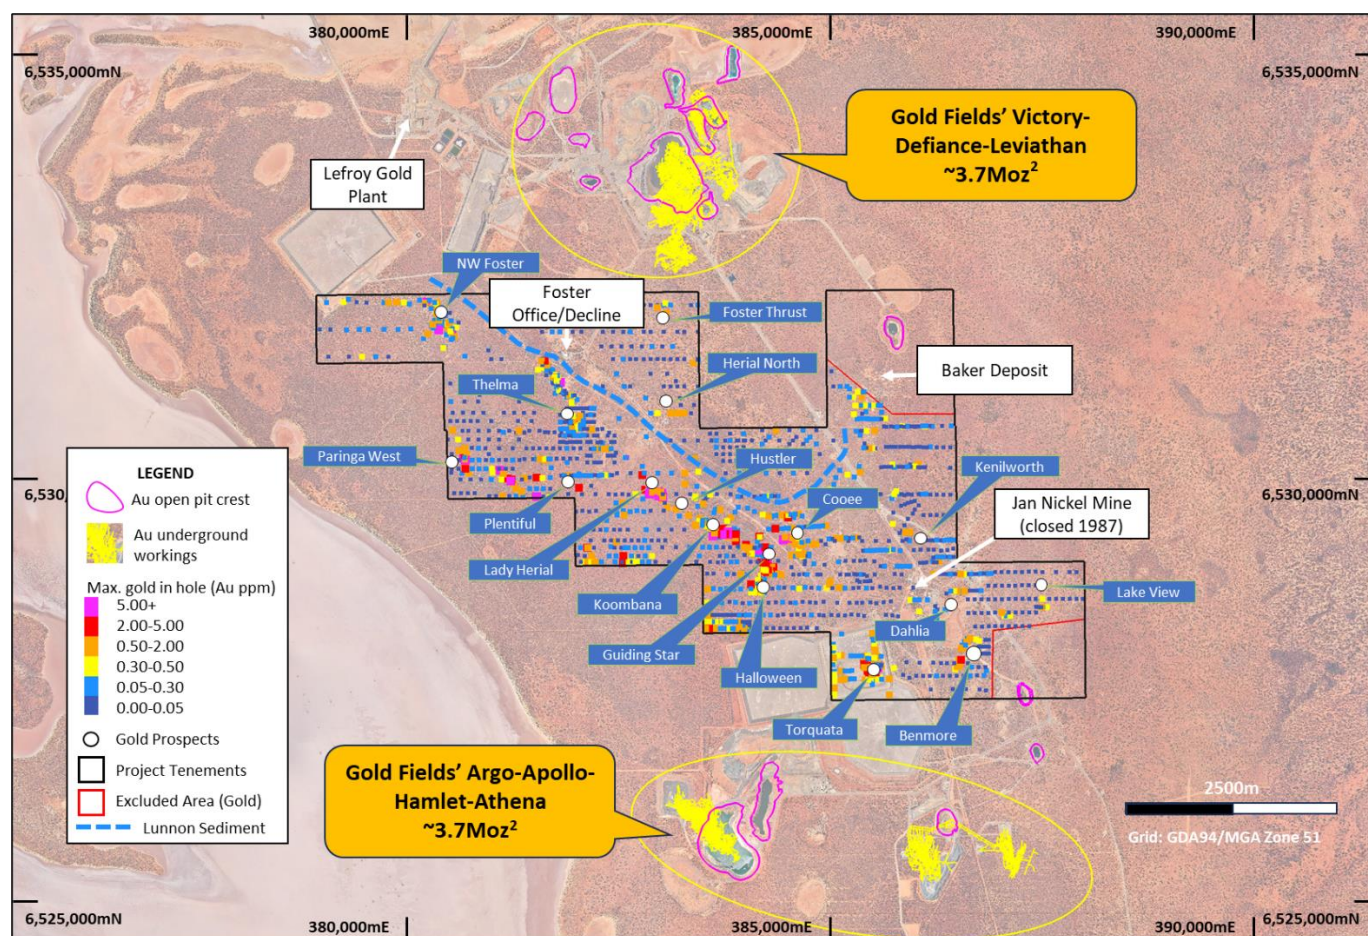 380,000mE
385,000mE
390,000mE
6,535,000mN
6,535,000mN
Gold Fields' Victory-
Defiance-Leviathan
~3.7Moz2
Lefroy Gold
Plant
NW Foster
Foster
Office/Decline
Foster Thrust
Herial North
Baker Deposit
Thelma
Paringa West
Hustler
Kenilworth
6,530,
6,530,000mN
Cooee
Jan Nickel Mine
(closed 1987)
Plentiful
Lady Herial
Koombana
Lake View
Dahlia
Guiding Star
Halloween
Torquata
Benmore
LEGEND
Au open pit crest
Au underground
workings
Max. gold in hole (Au ppm)
5.00+
2.00-5.00
0.50-2.00
0.30-0.50
0.05-0.30
0.00-0.05
Gold Prospects
Project Tenements
Excluded Area (Gold)
Lunnon Sediment
Gold Fields' Argo-Apollo-
Hamlet-Athena
~3.7Moz2
2500m
Grid: GDA94/MGA Zone 51
6,525,000mN
6,525,000mN
380,000mE
385,000mE
390,000mE